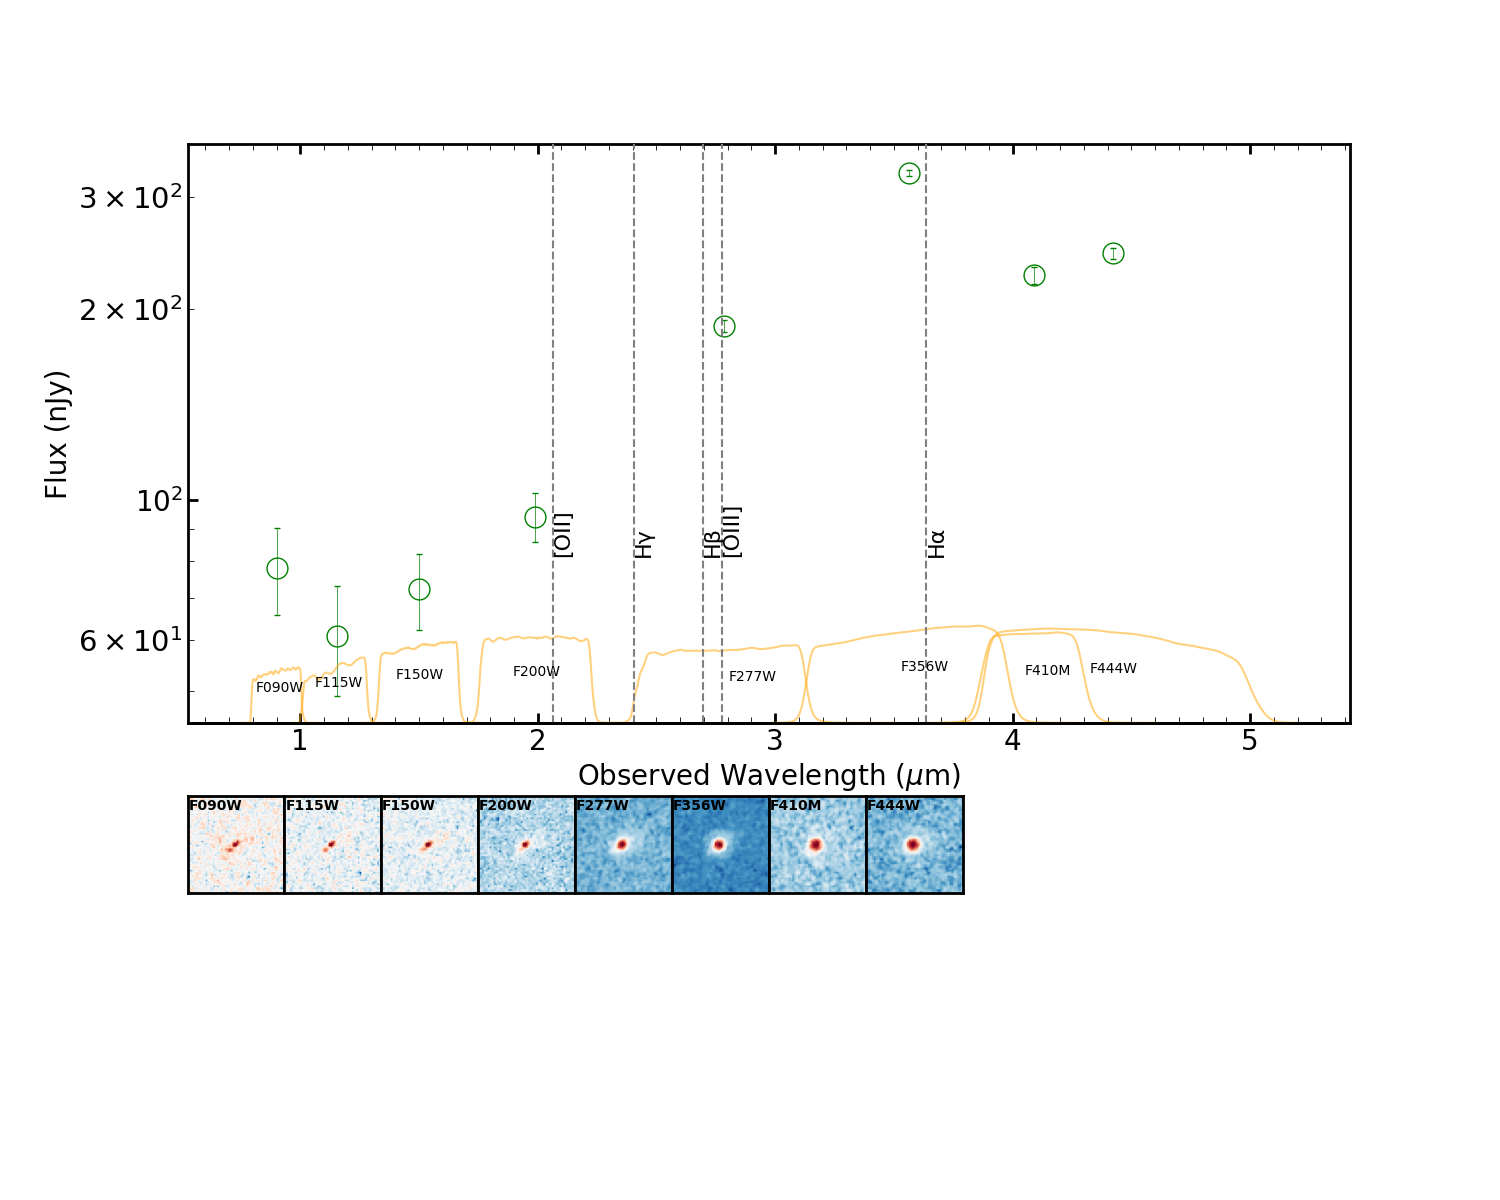 3 × 10²
2 × 10²
10²
6 × 10¹
Flux (nJy)
[OII]
Hγ
Hβ
[OIII]
Hα
F090W
F115W
F150W
F200W
F277W
F356W
F410M
F444W
1 2 3 4 5
Observed Wavelength (μm)
F090W F115W F150W F200W F277W F356W F410M F444W